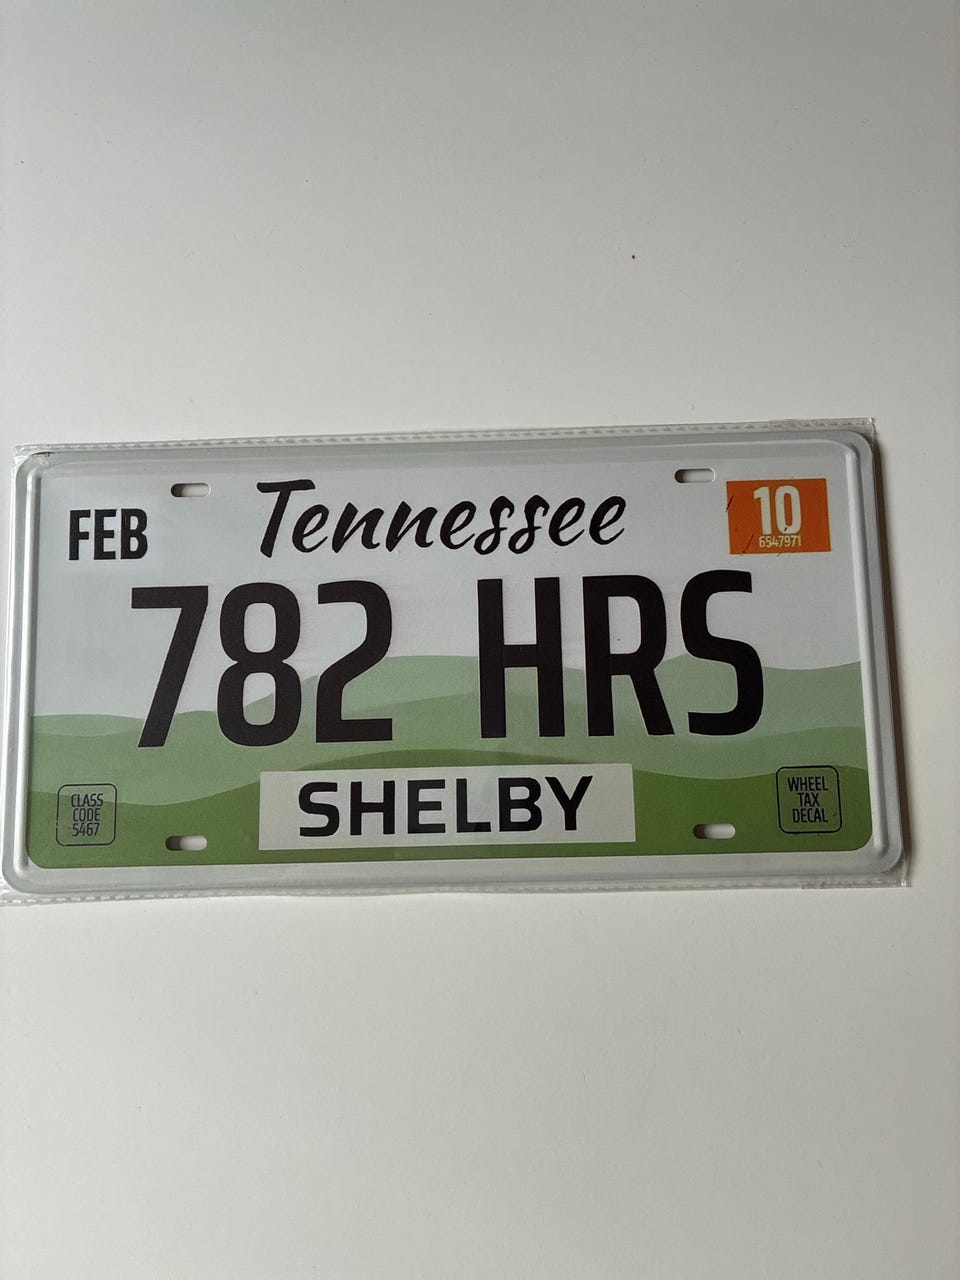 FEB
Tennessee
10
6547971
782 HRS
CLASS
CODE
5467
SHELBY
WHEEL
TAX
DECAL